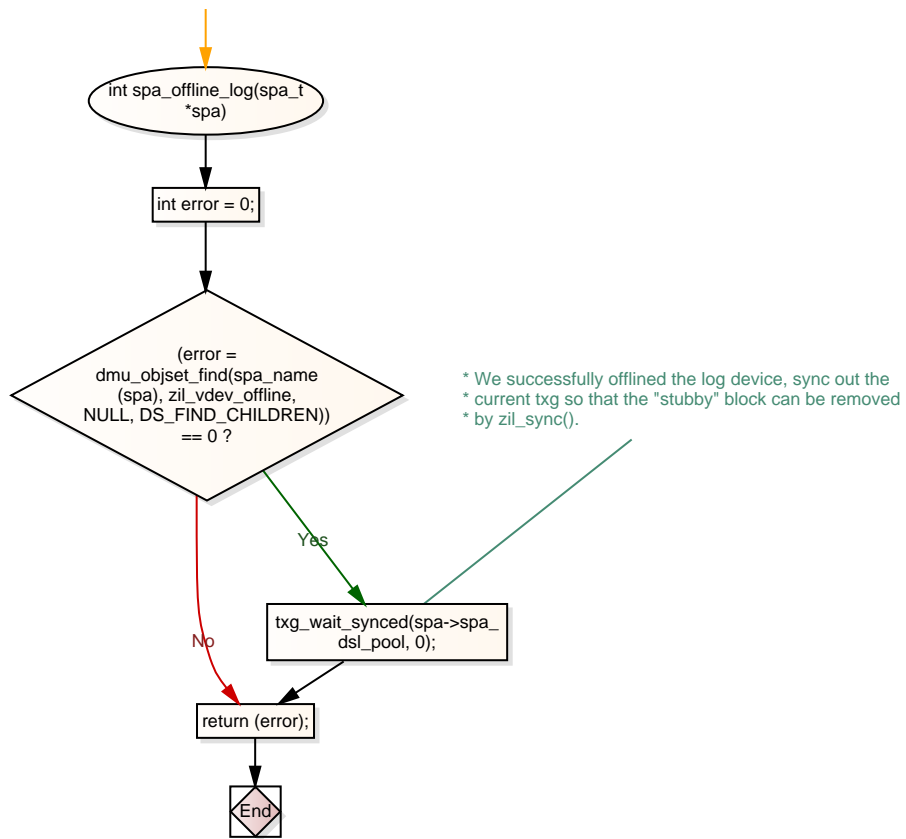 int spa_offline_log(spa_t
*spa)
int error = 0;
(error =
dmu_objset_find(spa_name
(spa), zil_vdev_offline,
NULL, DS_FIND_CHILDREN))
== 0 ?
* We successfully offlined the log device, sync out the
* current txg so that the "stubby" block can be removed
* by zil_sync().
Yes
txg_wait_synced(spa->spa_
dsl_pool, 0);
No
return (error);
End